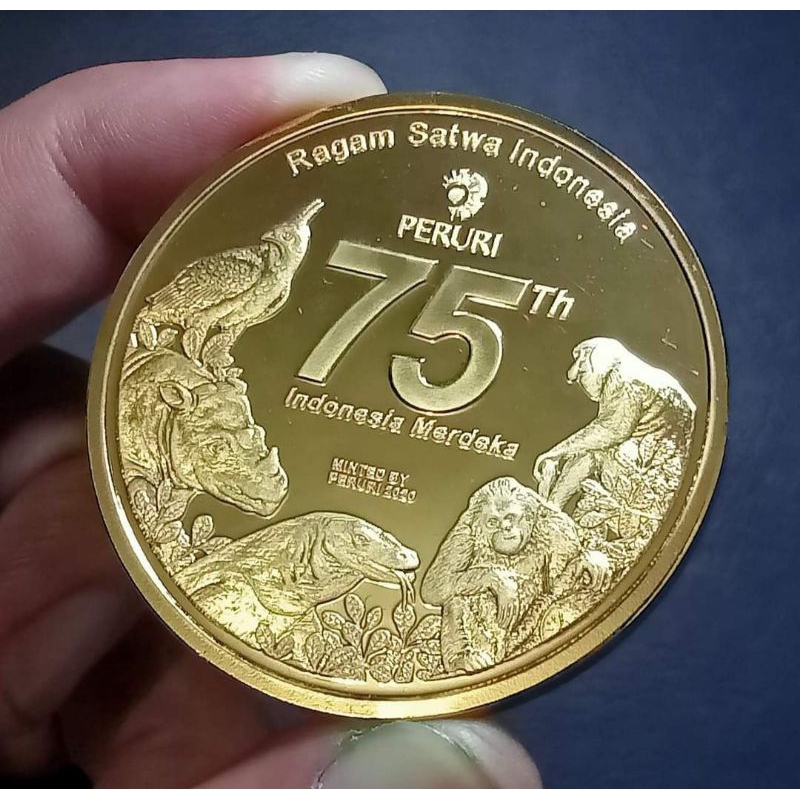 Ragam Satwa Indonesia
PERURI
75Th
Indonesia Merdeka
MINTED BY
PERURI 2020